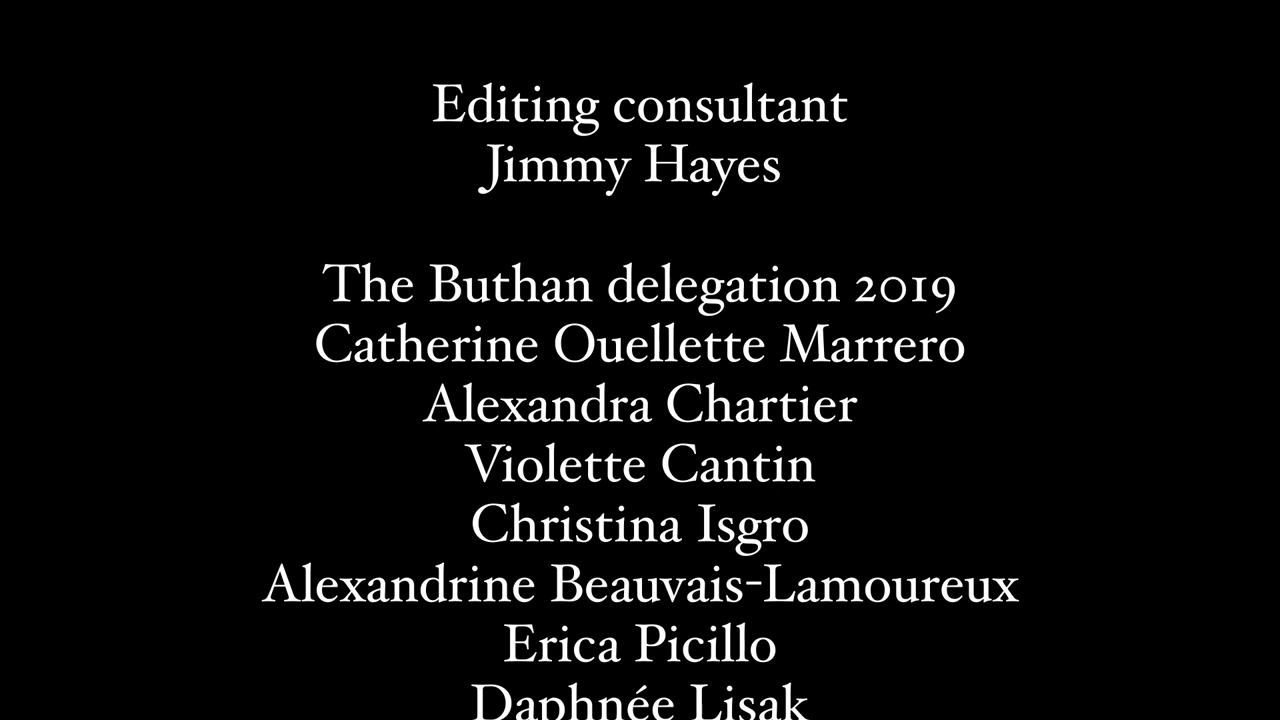 Editing consultant
Jimmy Hayes
The Buthan delegation 2019
Catherine Ouellette Marrero
Alexandra Chartier
Violette Cantin
Christina Isgro
Alexandrine Beauvais-Lamoureux
Erica Picillo
Daphnée Lisak